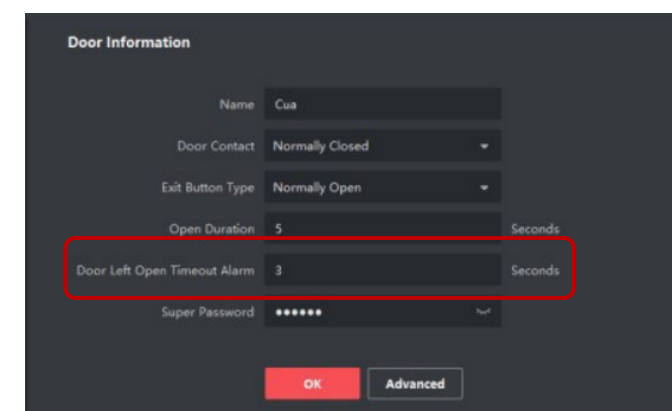 Door Information
Name Cua
Door Contact Normally Closed
Exit Button Type Normally Open
Open Duration 5 Seconds
Door Left Open Timeout Alarm 3 Seconds
Super Password ●●●●●●
OK Advanced